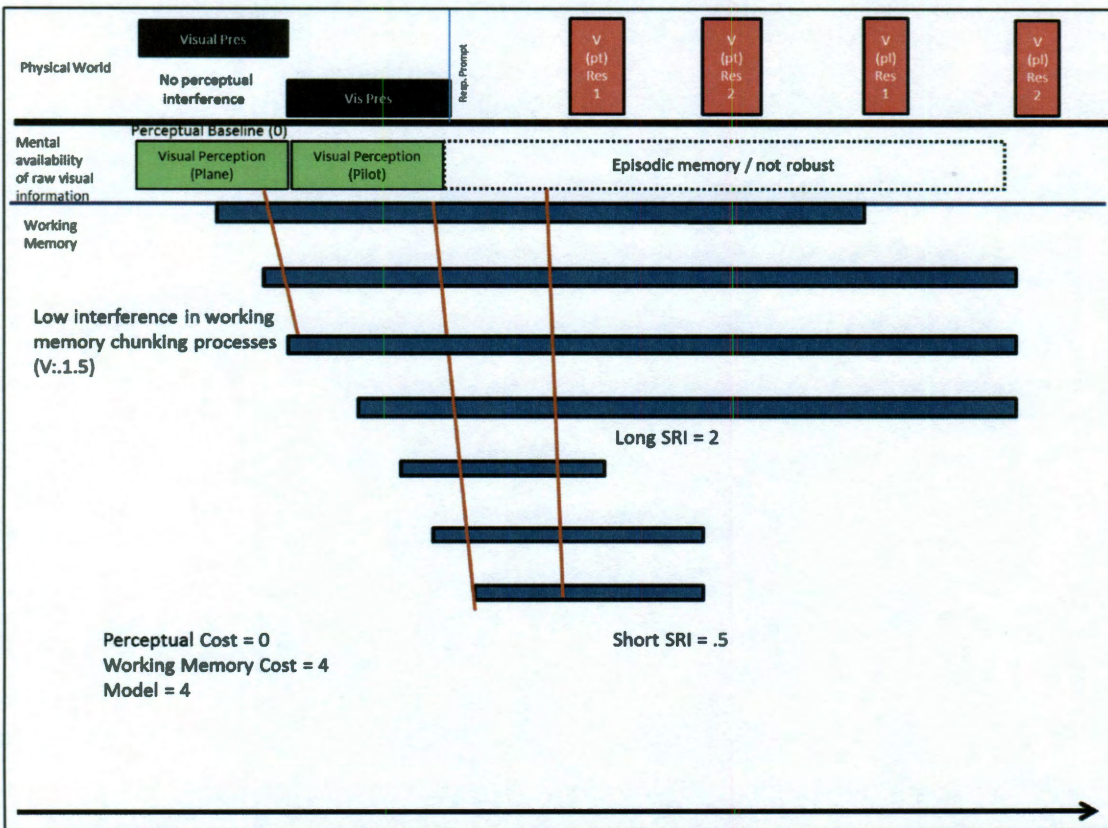 Visual Pres
Physical World
No perceptual
interference
Vis Pres
Resp. Prompt
V
(pt)
Res
1
V
(pt)
Res
2
V
(pl)
Res
1
V
(pl)
Res
2
Perceptual Baseline (0)
Mental
availability
of raw visual
information
Visual Perception
(Plane)
Visual Perception
(Pilot)
Episodic memory / not robust
Working
Memory
Low interference in working
memory chunking processes
(V:.1.5)
Long SRI = 2
Short SRI = .5
Perceptual Cost = 0
Working Memory Cost = 4
Model = 4